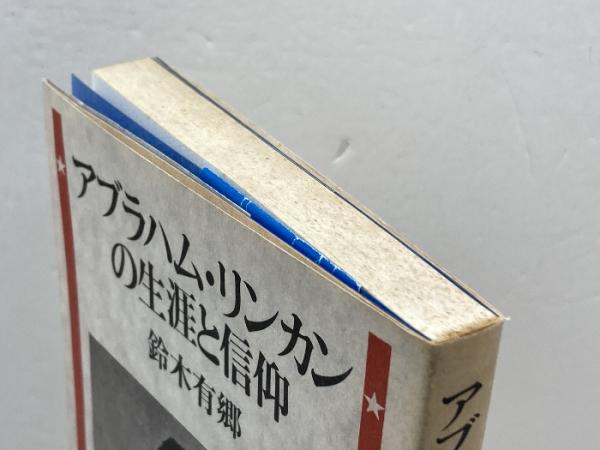 アブラハム・リンカン
の生涯と信仰
鈴木有郷
アブ